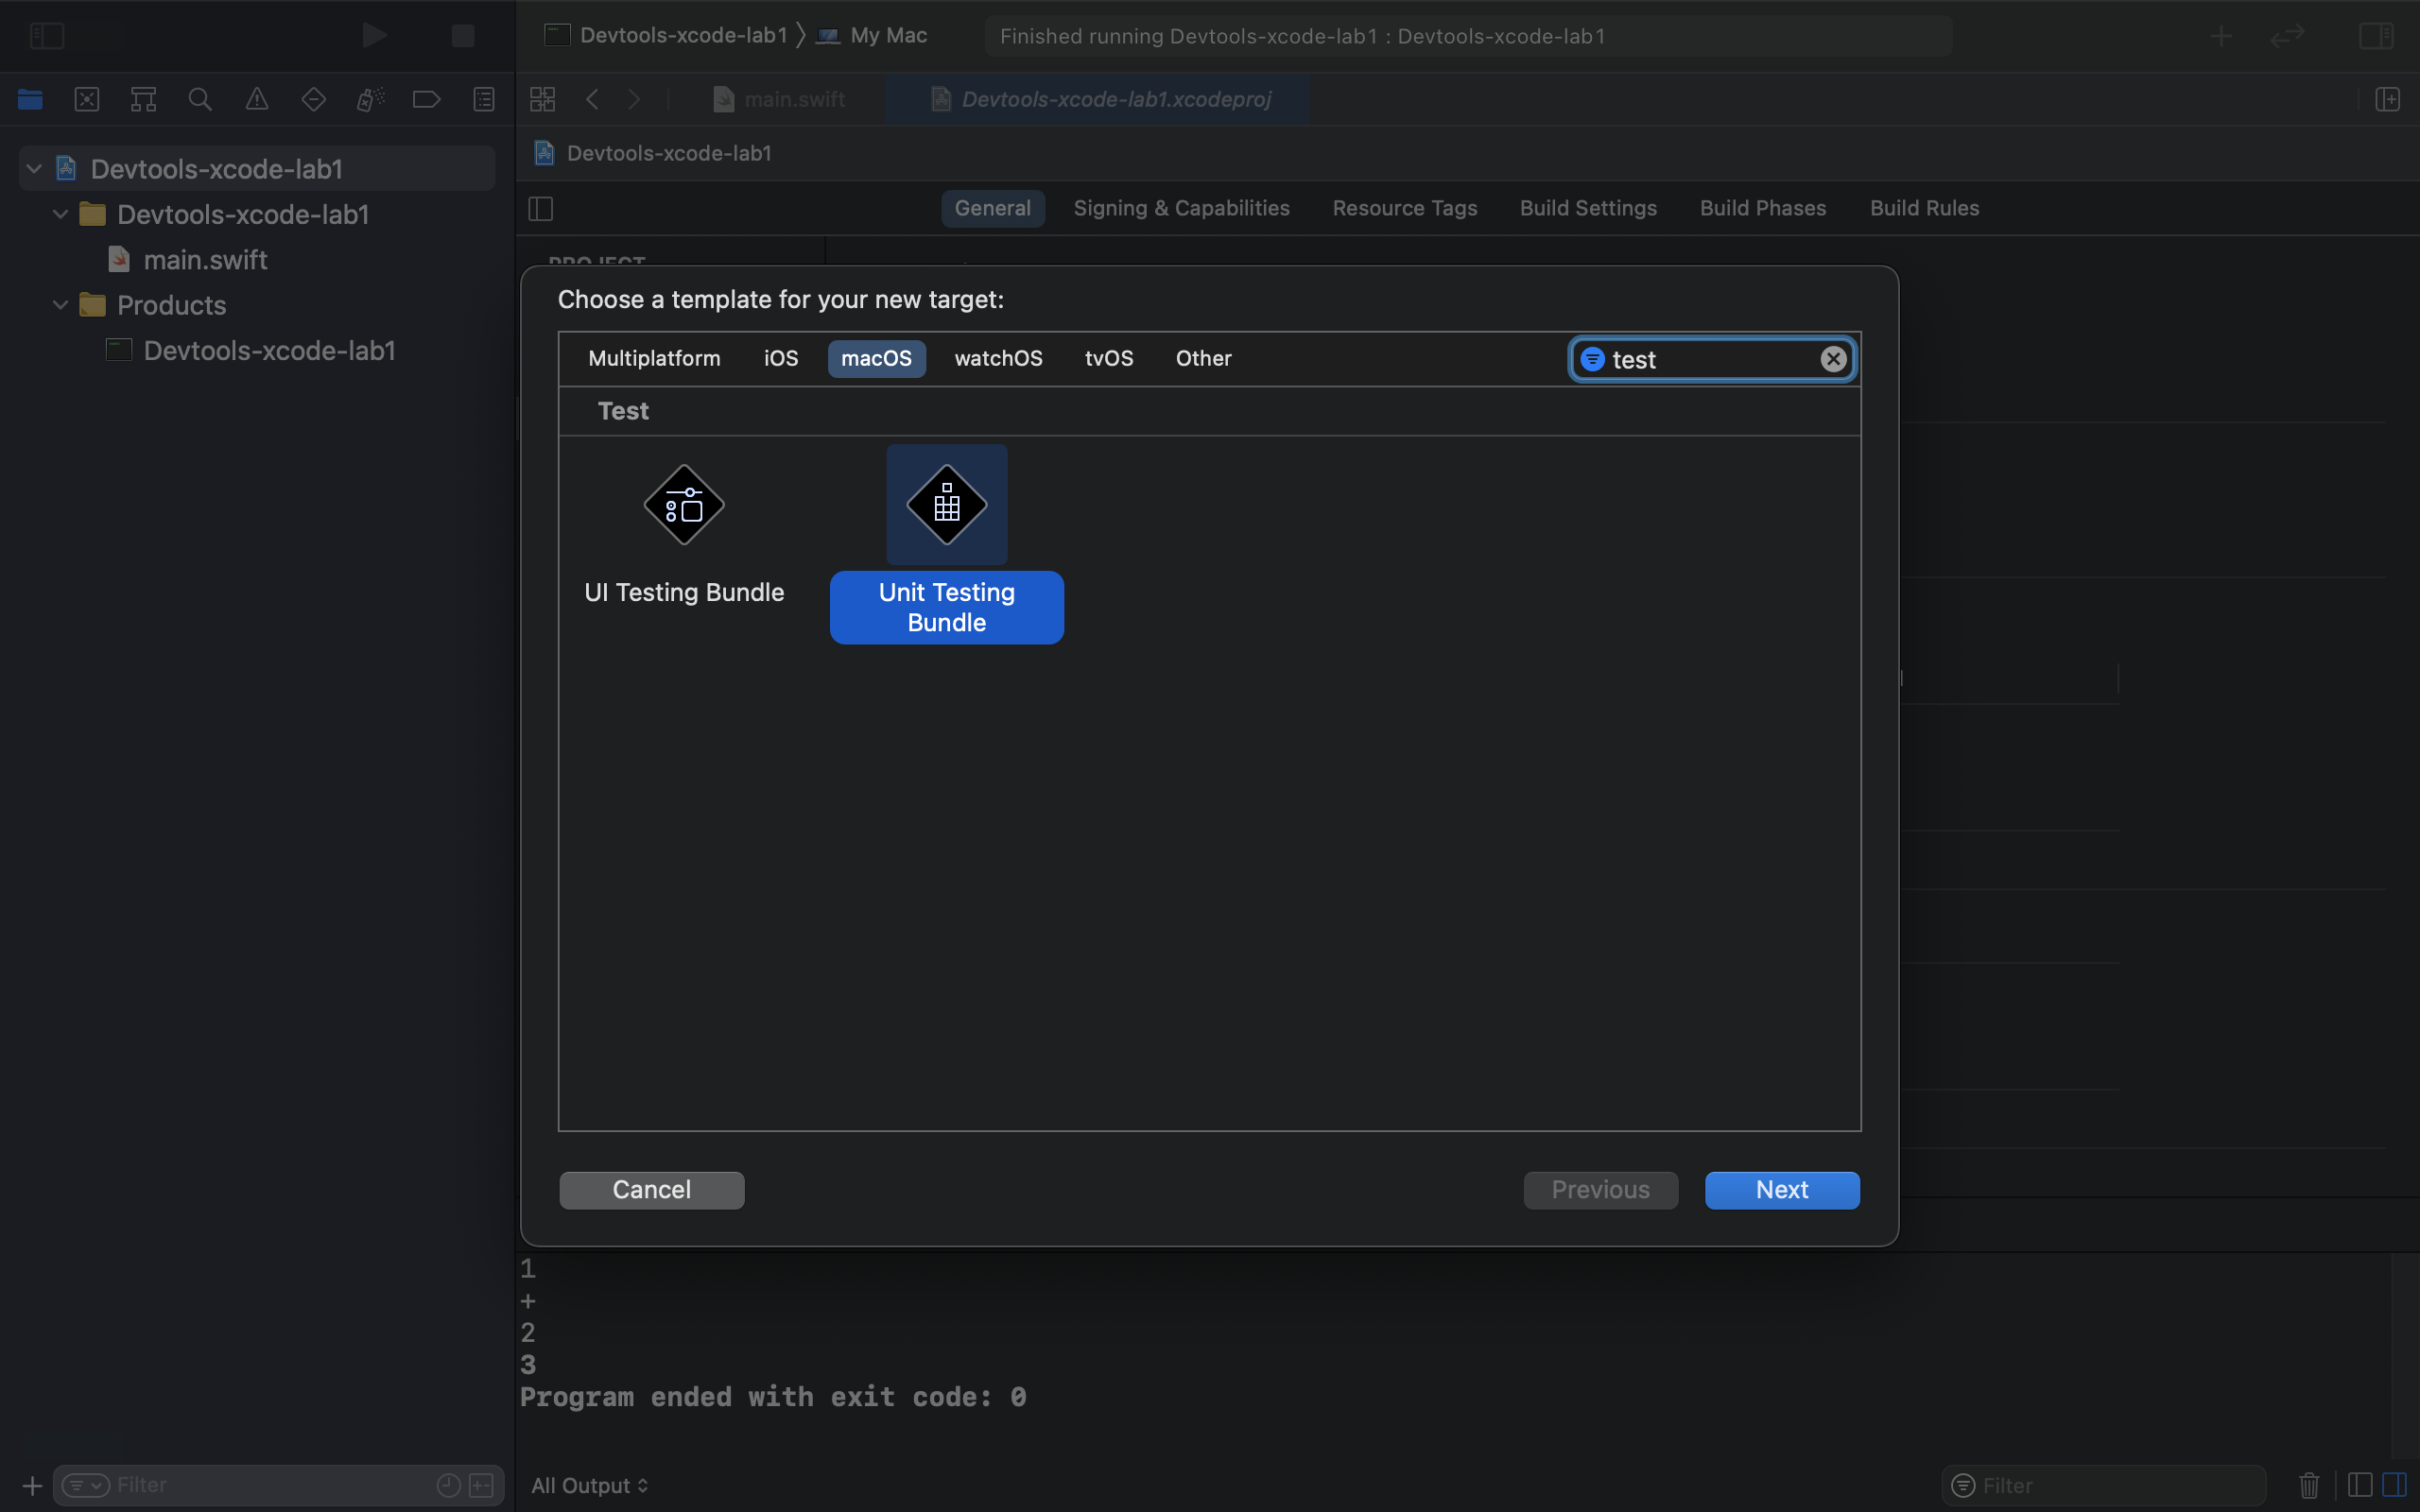 Devtools-xcode-lab1 My Mac
Finished running Devtools-xcode-lab1 : Devtools-xcode-lab1
main.swift
Devtools-xcode-lab1.xcodeproj
Devtools-xcode-lab1
Devtools-xcode-lab1
Devtools-xcode-lab1
main.swift
Products
Devtools-xcode-lab1
General Signing & Capabilities Resource Tags Build Settings Build Phases Build Rules
PROJECT
Choose a template for your new target:
Multiplatform iOS macOS watchOS tvOS Other
test
Test
UI Testing Bundle
Unit Testing
Bundle
Cancel
Previous
Next
1
+
2
3
Program ended with exit code: 0
Filter
All Output
Filter